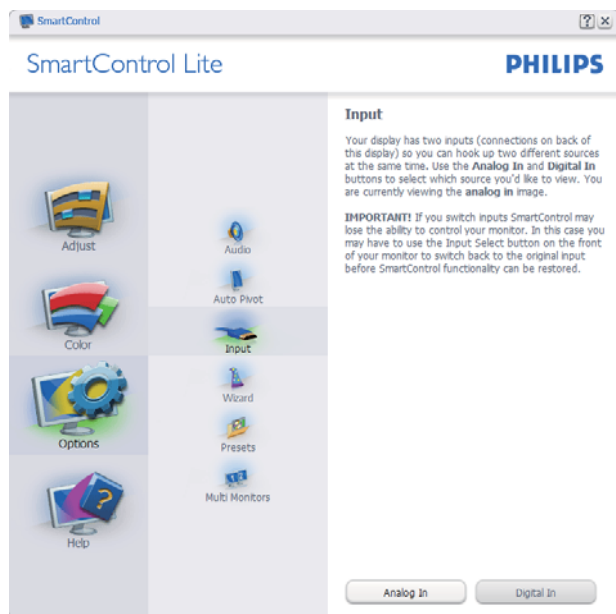 SmartControl
SmartControl Lite
PHILIPS
Adjust
Color
Options
Help
Audio
Auto Pivot
Input
Wizard
Presets
Multi Monitors
Input
Your display has two inputs (connections on back of
this display) so you can hook up two different sources
at the same time. Use the Analog In and Digital In
buttons to select which source you'd like to view. You
are currently viewing the analog in image.
IMPORTANT! If you switch inputs SmartControl may
lose the ability to control your monitor. In this case you
may have to use the Input Select button on the front
of your monitor to switch back to the original input
before SmartControl functionality can be restored.
Analog In
Digital In